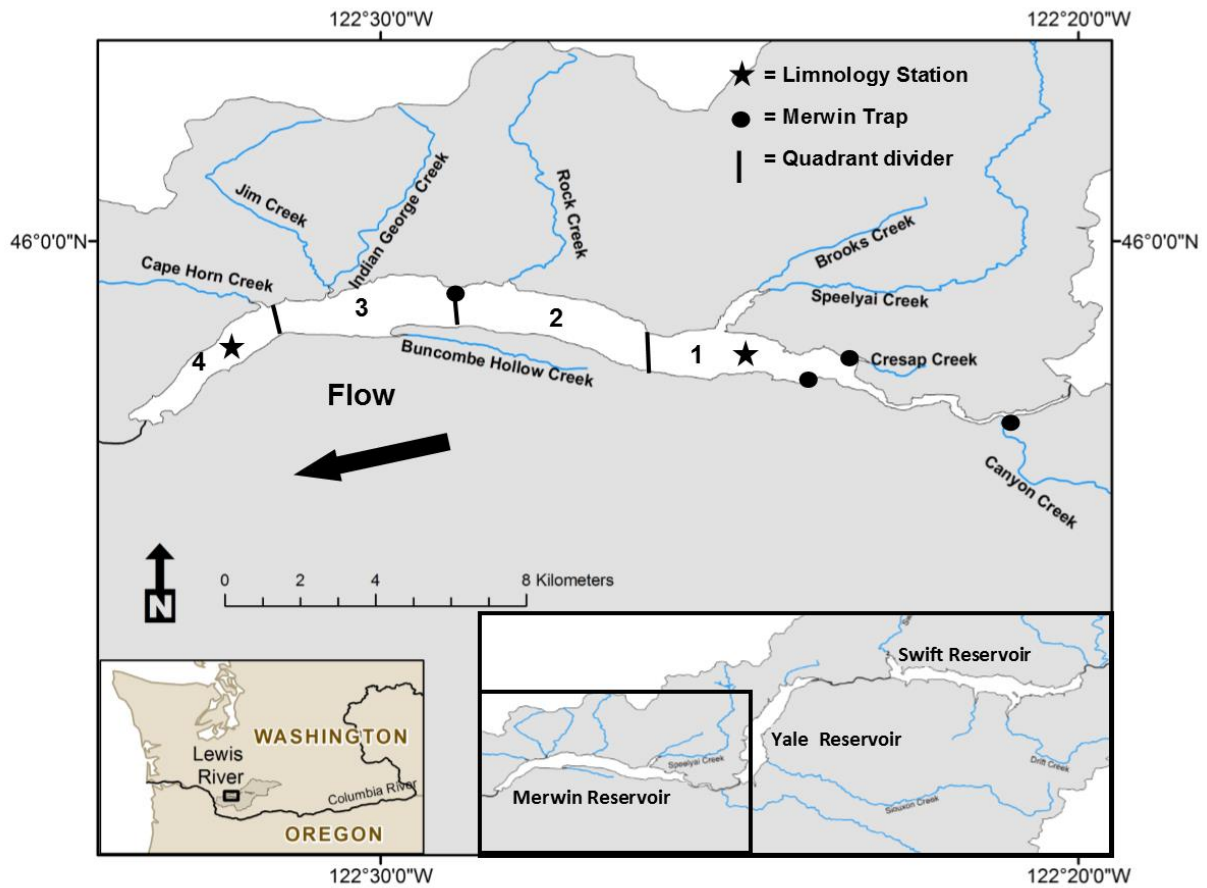 122°30'0"W
122°20'0"W
= Limnology Station
= Merwin Trap
= Quadrant divider
Jim Creek
Indian George Creek
Rock Creek
Brooks Creek
46°0'0"N
46°0'0"N
Cape Horn Creek
Speelyai Creek
3
2
1
4
Cresap Creek
Buncombe Hollow Creek
Flow
Canyon Creek
N
0 2 4 8 Kilometers
Swift Reservoir
WASHINGTON
Lewis
River
Yale Reservoir
Speelyai Creek
Drift Creek
Merwin Reservoir
Siouxon Creek
Columbia River
OREGON
122°30'0"W
122°20'0"W